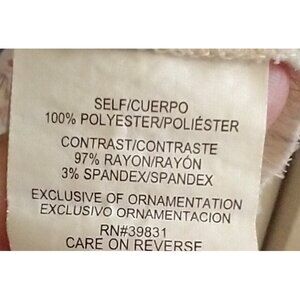 SELF/CUERPO
100% POLYESTER/POLIÉSTER
CONTRAST/CONTRASTE
97% RAYON/RAYÓN
3% SPANDEX/SPANDEX
EXCLUSIVE OF ORNAMENTATION
EXCLUSIVO ORNAMENTACION
RN#39831
CARE ON REVERSE